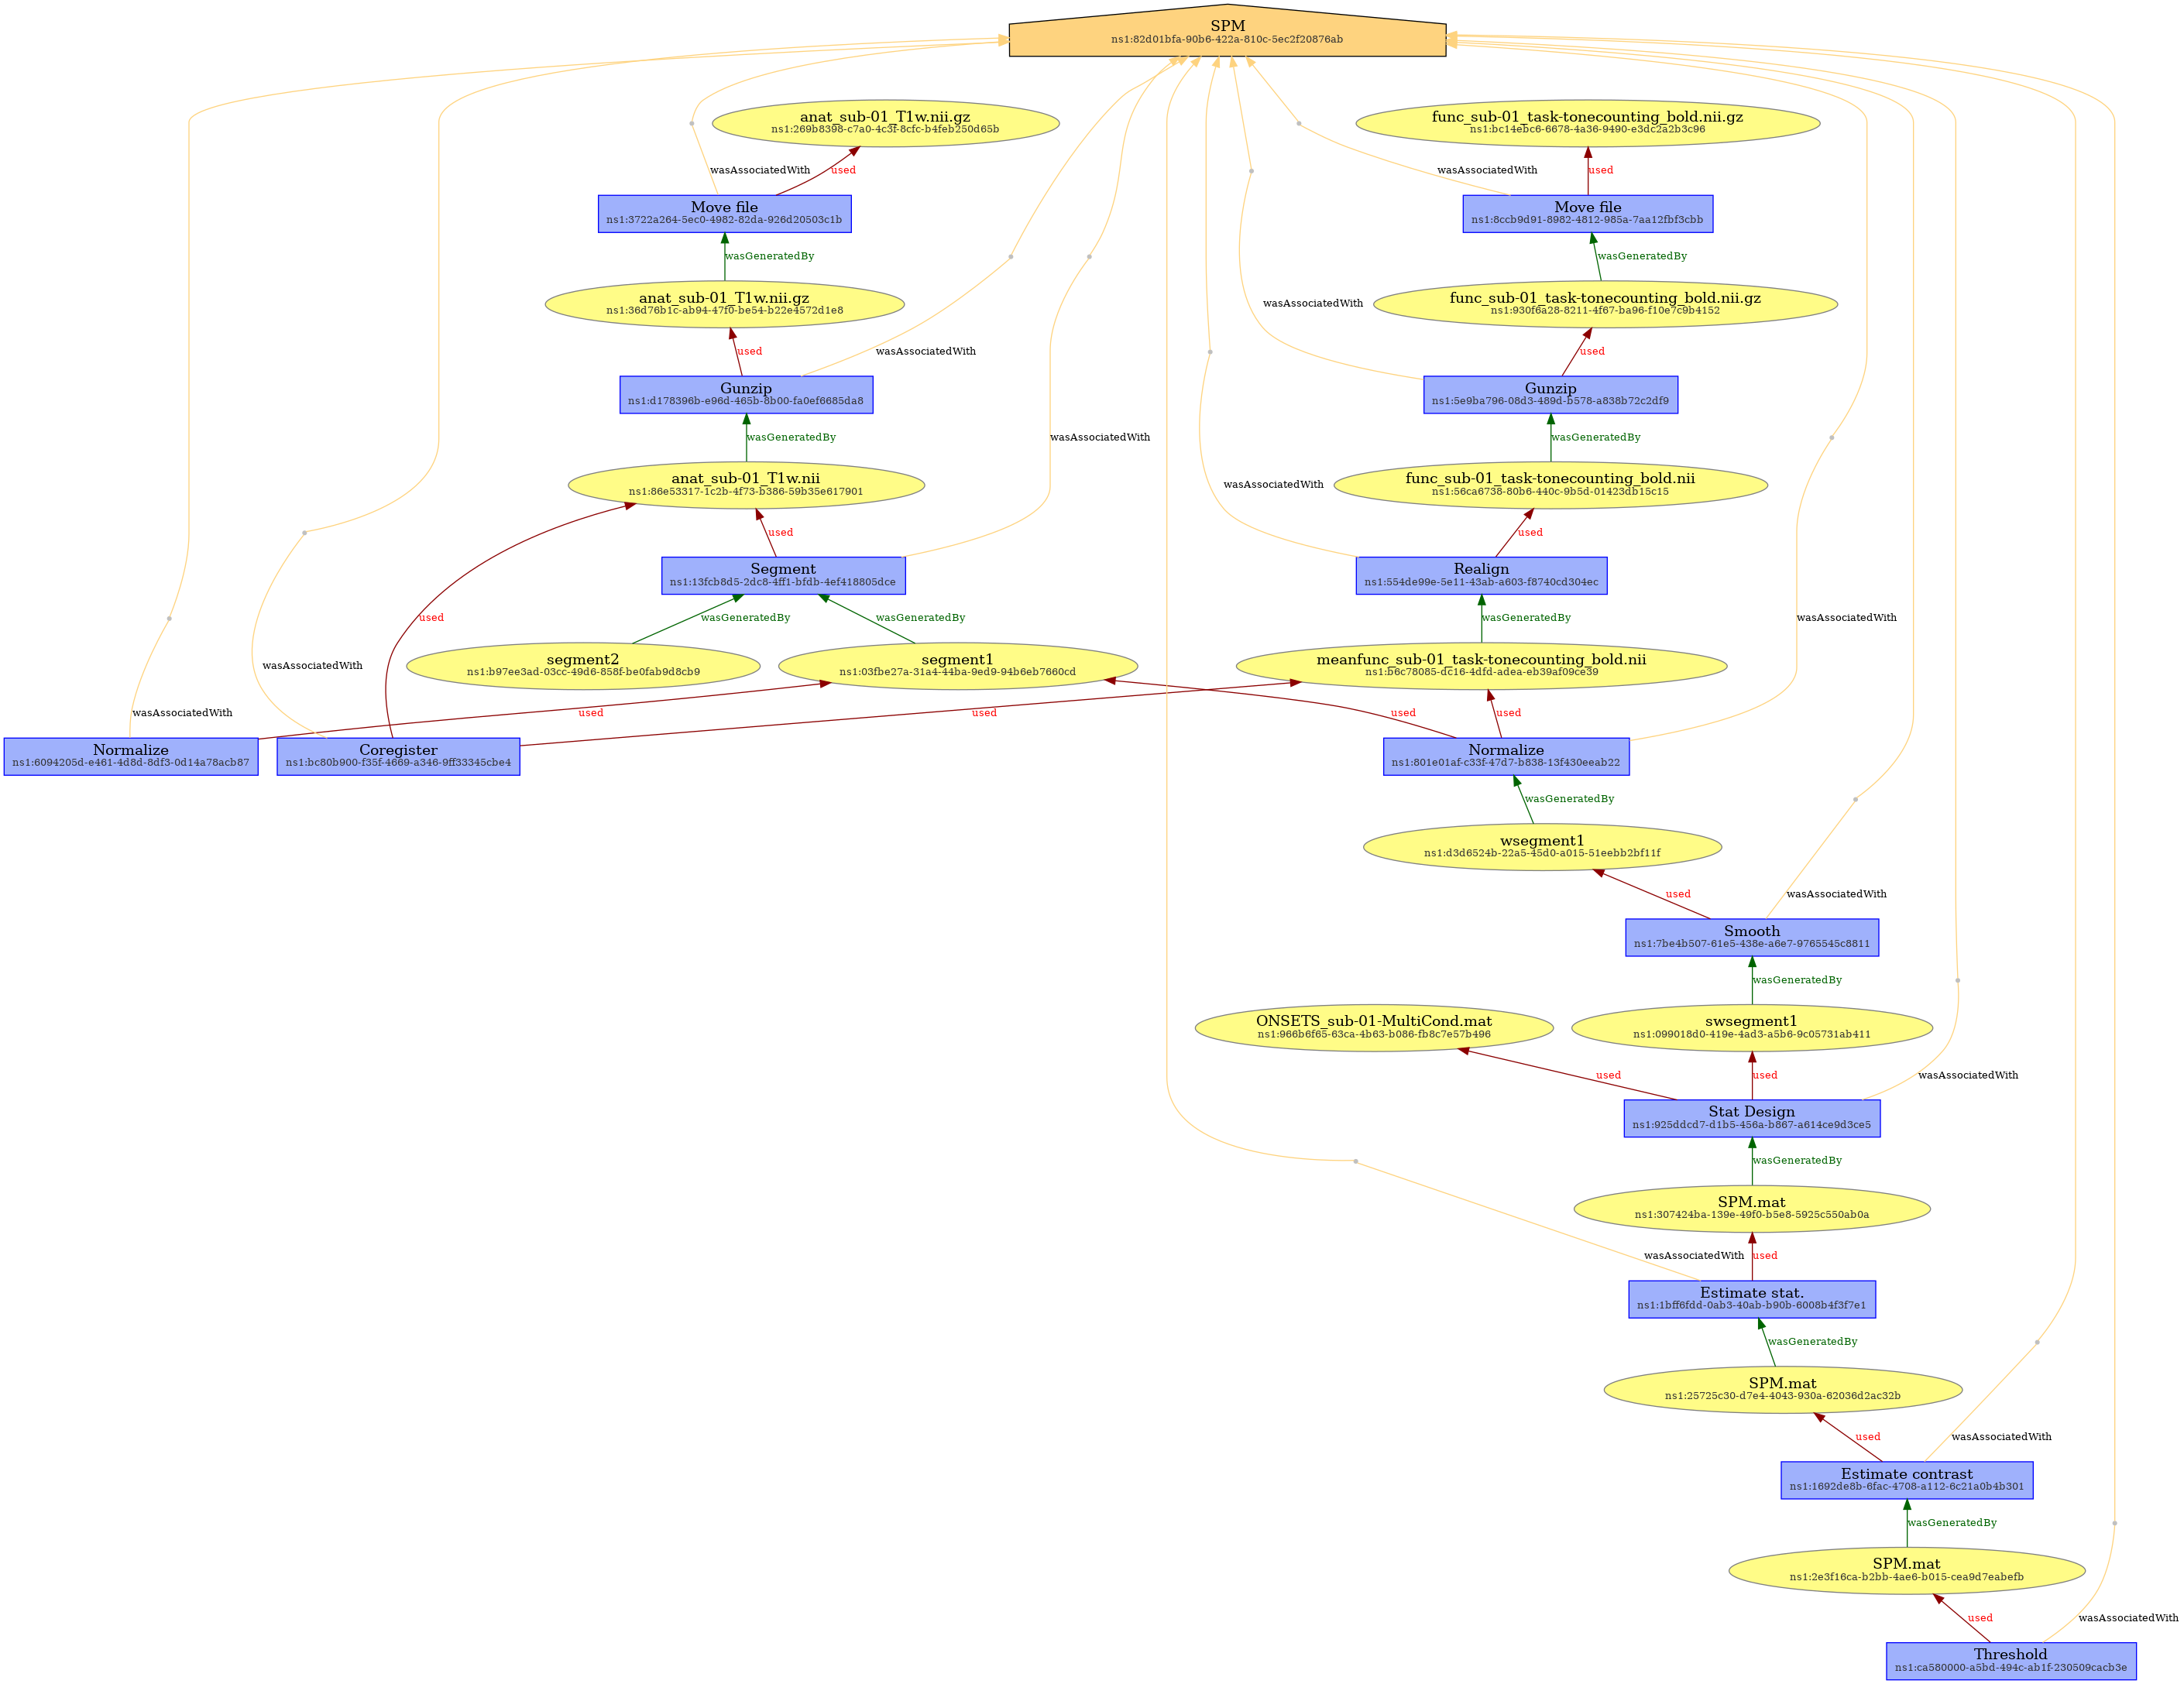 SPM
ns1:82d01bfa-90b6-422a-810c-5ec2f20876ab
anat_sub-01_T1w.nii.gz
ns1:269b8398-c7a0-4c3f-8cfc-b4feb250d65b
func_sub-01_task-tonecounting_bold.nii.gz
ns1:bc14ebc6-6678-4a36-9490-e3dc2a2b3c96
wasAssociatedWith
used
wasAssociatedWith
used
Move file
ns1:3722a264-5ec0-4982-82da-926d20503c1b
Move file
ns1:8ccb9d91-8982-4812-985a-7aa12fbf3cbb
wasGeneratedBy
wasGeneratedBy
anat_sub-01_T1w.nii.gz
ns1:36d76b1c-ab94-47f0-be54-b22e4572d1e8
wasAssociatedWith
func_sub-01_task-tonecounting_bold.nii.gz
ns1:930f6a28-8211-4f67-ba96-f10e7c9b4152
used
wasAssociatedWith
used
Gunzip
ns1:d178396b-e96d-465b-8b00-fa0ef6685da8
Gunzip
ns1:5e9ba796-08d3-489d-b578-a838b72c2df9
wasGeneratedBy
wasAssociatedWith
wasGeneratedBy
anat_sub-01_T1w.nii
ns1:86e53317-1c2b-4f73-b386-59b35e617901
wasAssociatedWith
func_sub-01_task-tonecounting_bold.nii
ns1:56ca6738-80b6-440c-9b5d-01423db15c15
used
used
Segment
ns1:13fcb8d5-2dc8-4ff1-bfdb-4ef418805dce
Realign
ns1:554de99e-5e11-43ab-a603-f8740cd304ec
used
wasGeneratedBy
wasGeneratedBy
wasGeneratedBy
wasAssociatedWith
wasAssociatedWith
segment2
ns1:b97ee3ad-03cc-49d6-858f-be0fab9d8cb9
segment1
ns1:03fbe27a-31a4-44ba-9ed9-94b6eb7660cd
meanfunc_sub-01_task-tonecounting_bold.nii
ns1:b6c78085-dc16-4dfd-adea-eb39af09ce39
wasAssociatedWith
used
used
used
used
Normalize
ns1:6094205d-e461-4d8d-8df3-0d14a78acb87
Coregister
ns1:bc80b900-f35f-4669-a346-9ff33345cbe4
Normalize
ns1:801e01af-c33f-47d7-b838-13f430eeab22
wasGeneratedBy
wsegment1
ns1:d3d6524b-22a5-45d0-a015-51eebb2bf11f
used
wasAssociatedWith
Smooth
ns1:7be4b507-61e5-438e-a6e7-9765545c8811
wasGeneratedBy
ONSETS_sub-01-MultiCond.mat
ns1:966b6f65-63ca-4b63-b086-fb8c7e57b496
swsegment1
ns1:099018d0-419e-4ad3-a5b6-9c05731ab411
used
used
wasAssociatedWith
Stat Design
ns1:925ddcd7-d1b5-456a-b867-a614ce9d3ce5
wasGeneratedBy
SPM.mat
ns1:307424ba-139e-49f0-b5e8-5925c550ab0a
wasAssociatedWith
used
Estimate stat.
ns1:1bff6fdd-0ab3-40ab-b90b-6008b4f3f7e1
wasGeneratedBy
SPM.mat
ns1:25725c30-d7e4-4043-930a-62036d2ac32b
used
wasAssociatedWith
Estimate contrast
ns1:1692de8b-6fac-4708-a112-6c21a0b4b301
wasGeneratedBy
SPM.mat
ns1:2e3f16ca-b2bb-4ae6-b015-cea9d7eabefb
used
wasAssociatedWith
Threshold
ns1:ca580000-a5bd-494c-ab1f-230509cacb3e